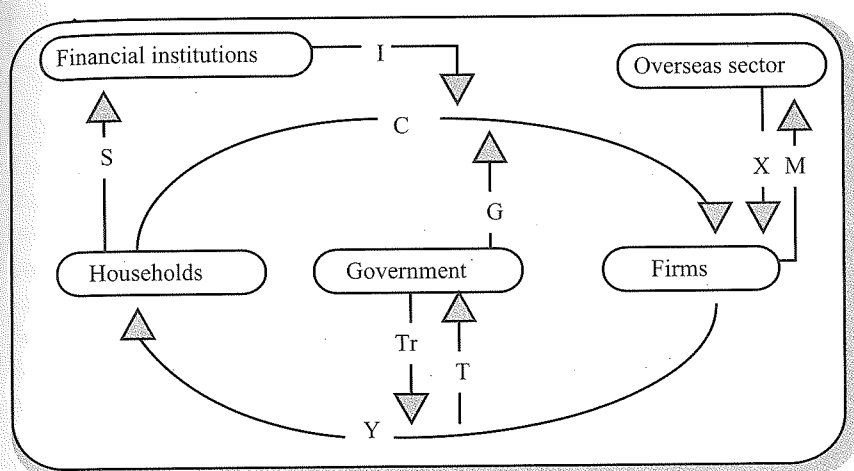 Financial institutions
I
Overseas sector
C
S
X M
G
Households
Government
Firms
Tr
T
Y